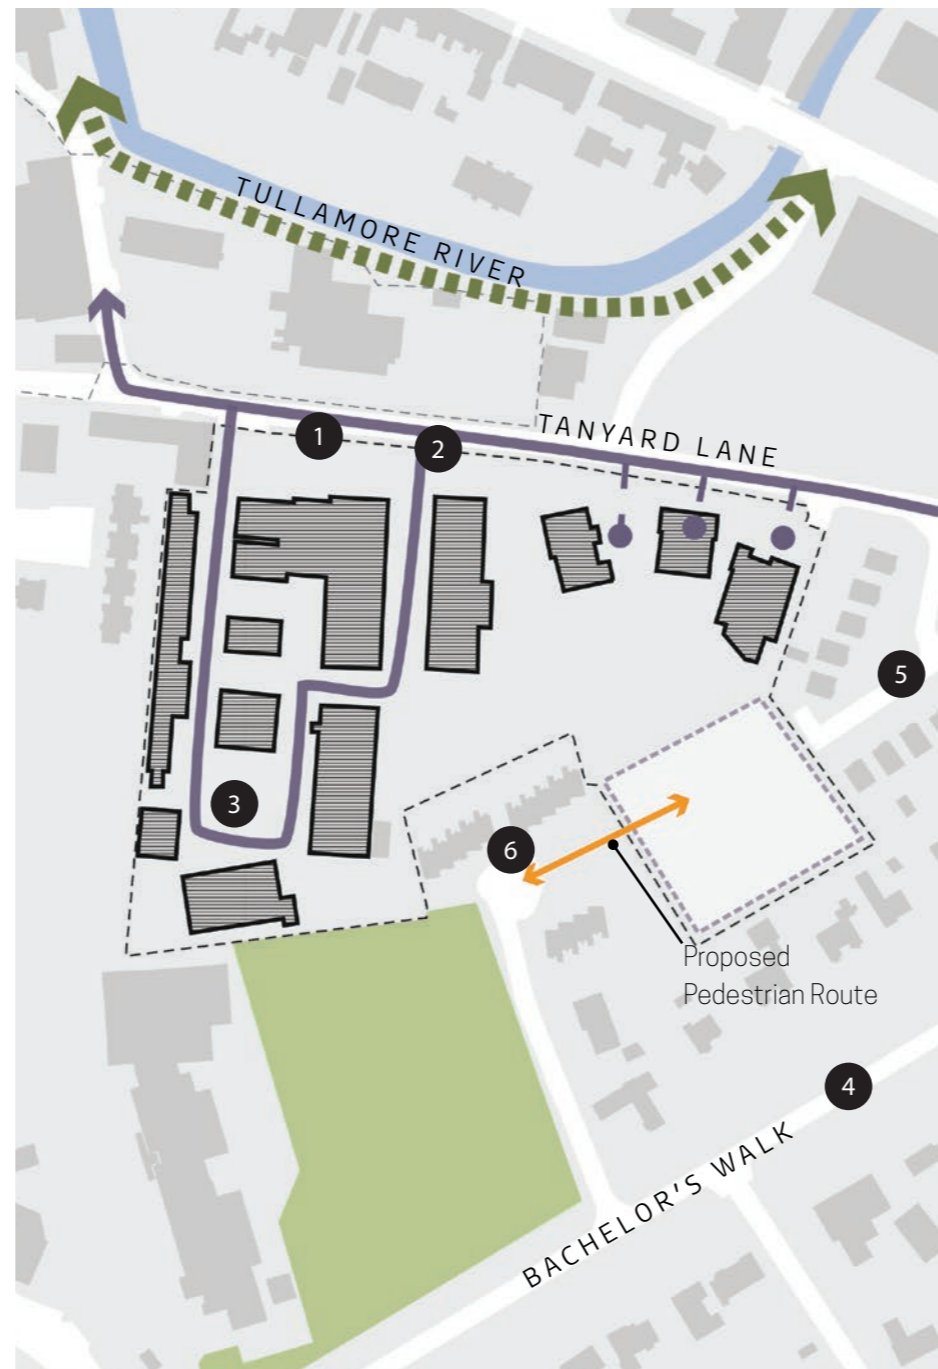 TULLAMORE RIVER
TANYARD LANE
1
2
5
3
6
Proposed
Pedestrian Route
4
BACHELOR'S WALK